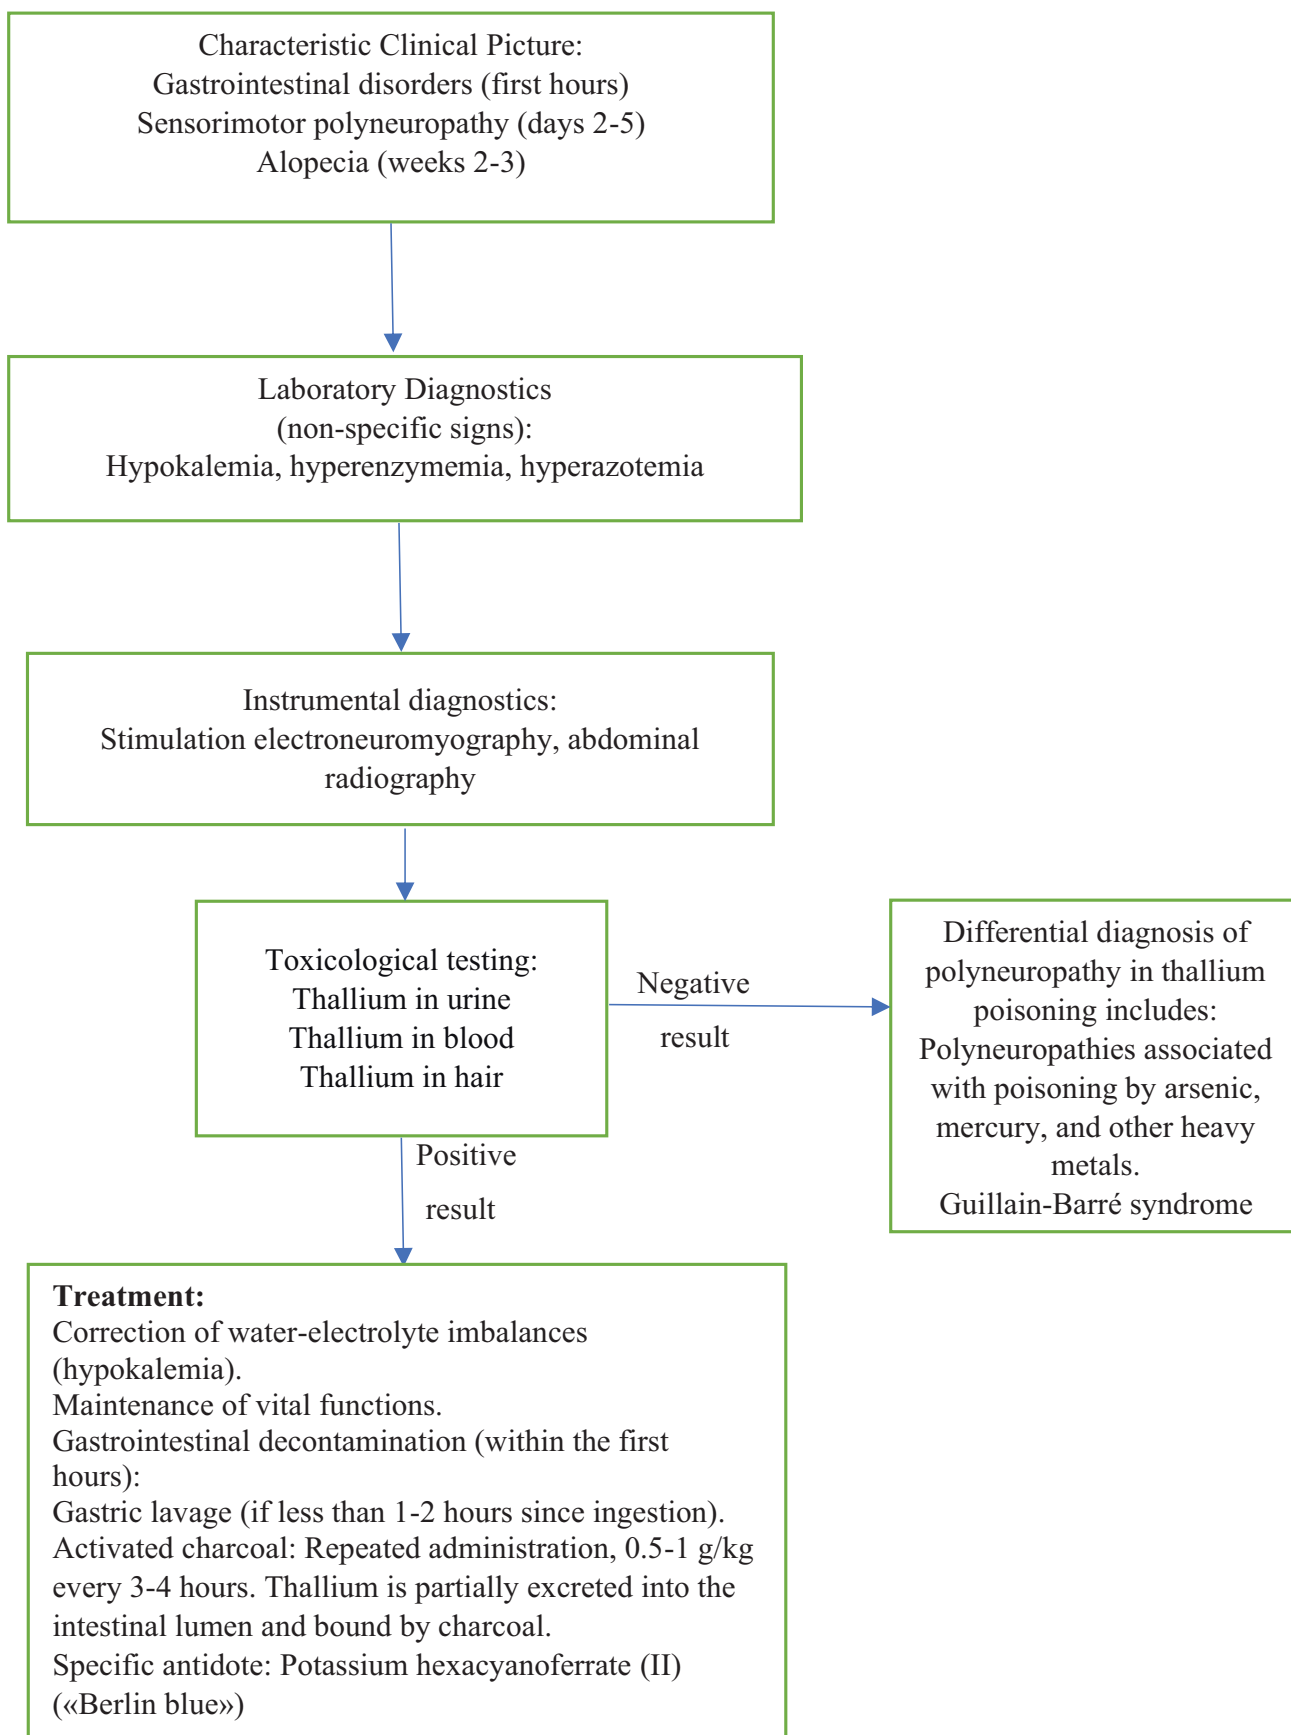 Characteristic Clinical Picture:
Gastrointestinal disorders (first hours)
Sensorimotor polyneuropathy (days 2-5)
Alopecia (weeks 2-3)
Laboratory Diagnostics
(non-specific signs):
Hypokalemia, hyperenzymemia, hyperazotemia
Instrumental diagnostics:
Stimulation electroneuromyography, abdominal
radiography
Toxicological testing:
Thallium in urine
Thallium in blood
Thallium in hair
Negative
result
Differential diagnosis of
polyneuropathy in thallium
poisoning includes:
Polyneuropathies associated
with poisoning by arsenic,
mercury, and other heavy
metals.
Guillain-Barré syndrome
Positive
result
Treatment:
Correction of water-electrolyte imbalances
(hypokalemia).
Maintenance of vital functions.
Gastrointestinal decontamination (within the first
hours):
Gastric lavage (if less than 1-2 hours since ingestion).
Activated charcoal: Repeated administration, 0.5-1 g/kg
every 3-4 hours. Thallium is partially excreted into the
intestinal lumen and bound by charcoal.
Specific antidote: Potassium hexacyanoferrate (II)
(«Berlin blue»)